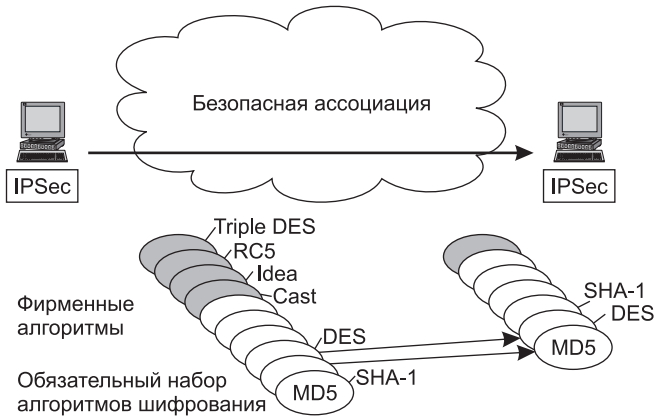 Безопасная ассоциация
IPSec
IPSec
Triple DES
RC5
Idea
Cast
Фирменные
алгоритмы
DES
SHA-1
MD5
Обязательный набор
алгоритмов шифрования
SHA-1
DES
MD5